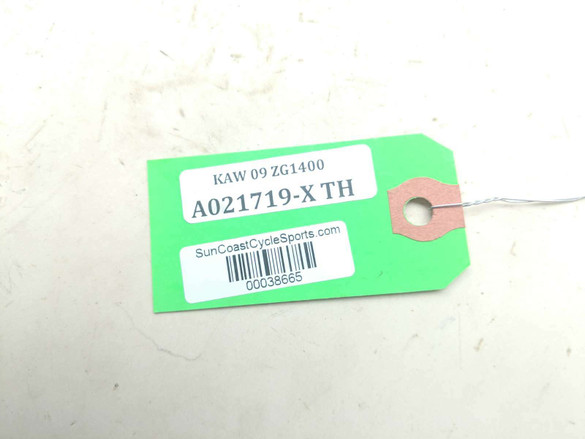 KAW 09 ZG1400
A021719-X TH
SunCoastCycleSports.com
00038665